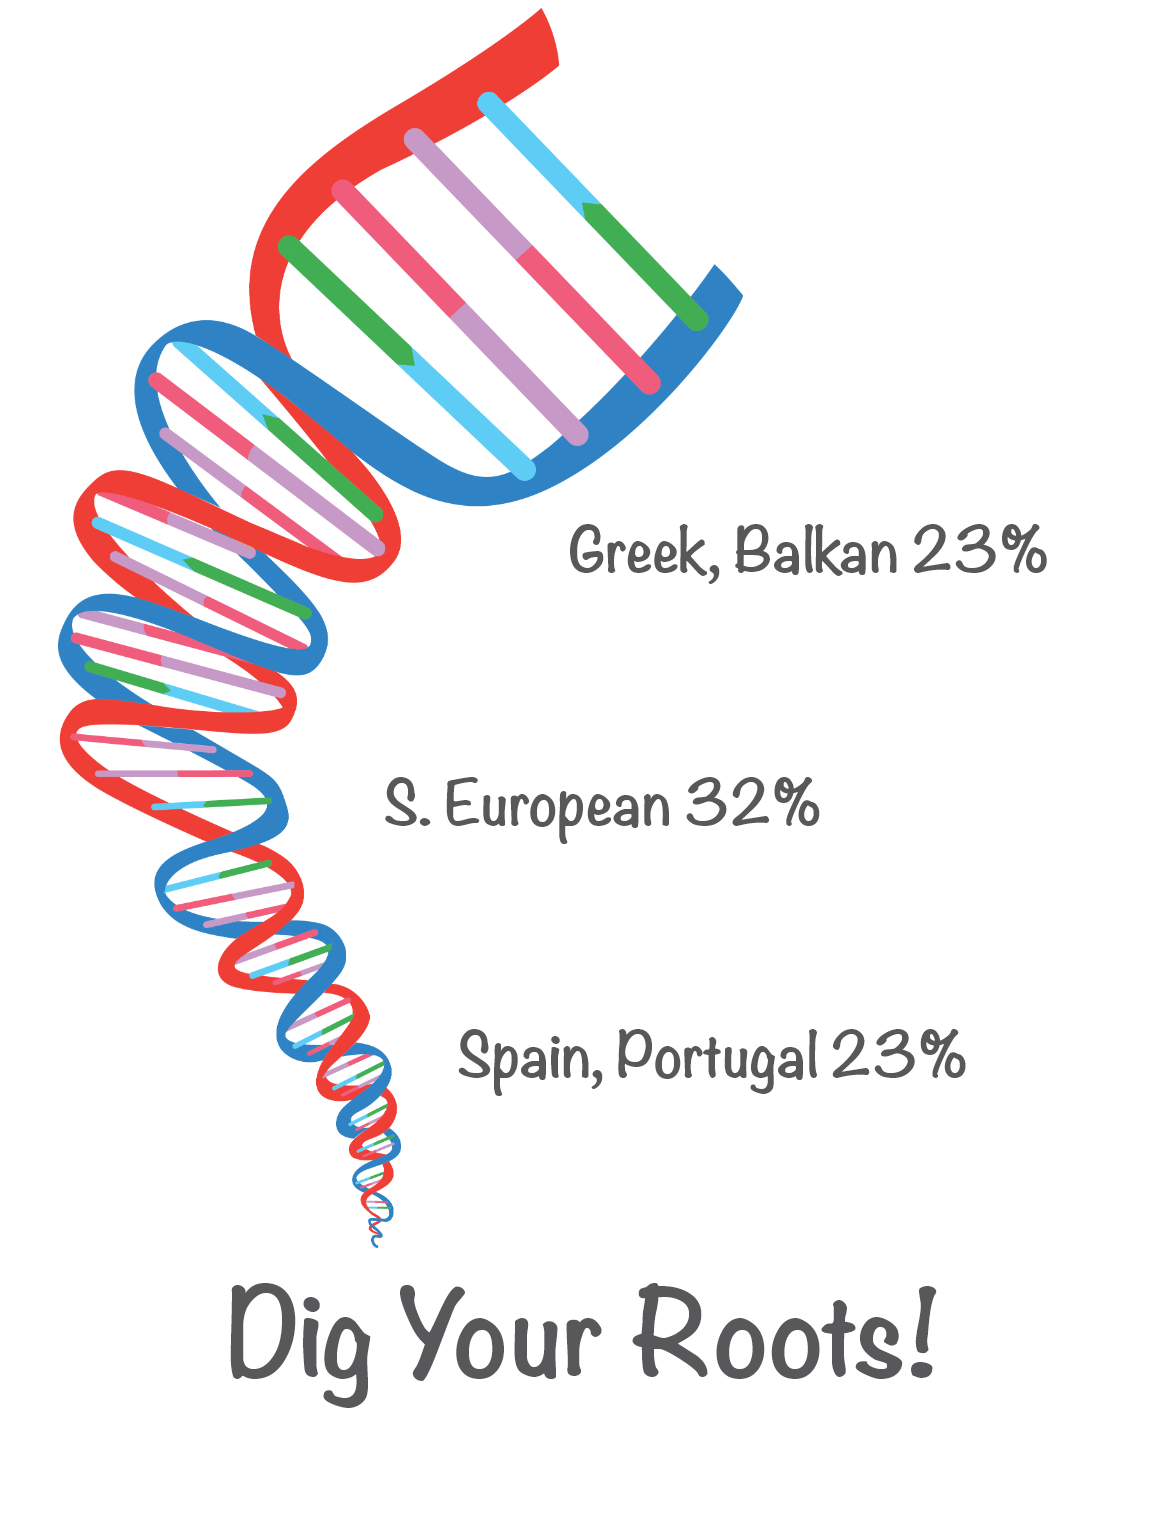 Greek, Balkan 23%
S. European 32%
Spain, Portugal 23%
Dig Your Roots!